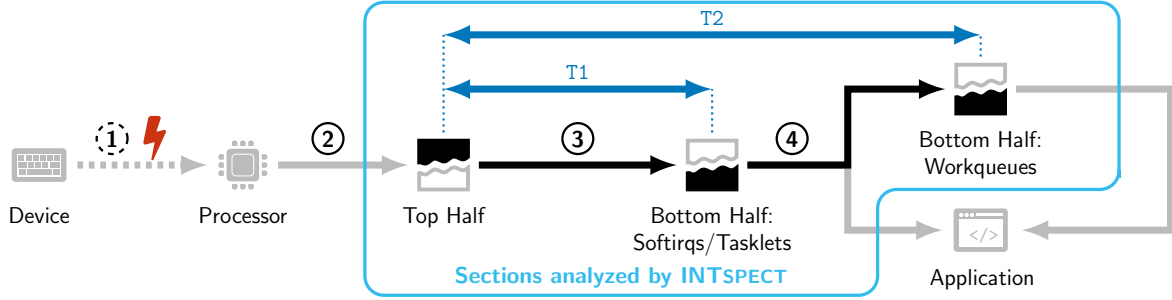 T2
T1
1
2
3
4
Device
Processor
Top Half
Bottom Half:
Softirqs/Tasklets
Bottom Half:
Workqueues
</>
Application
Sections analyzed by INTSPECT